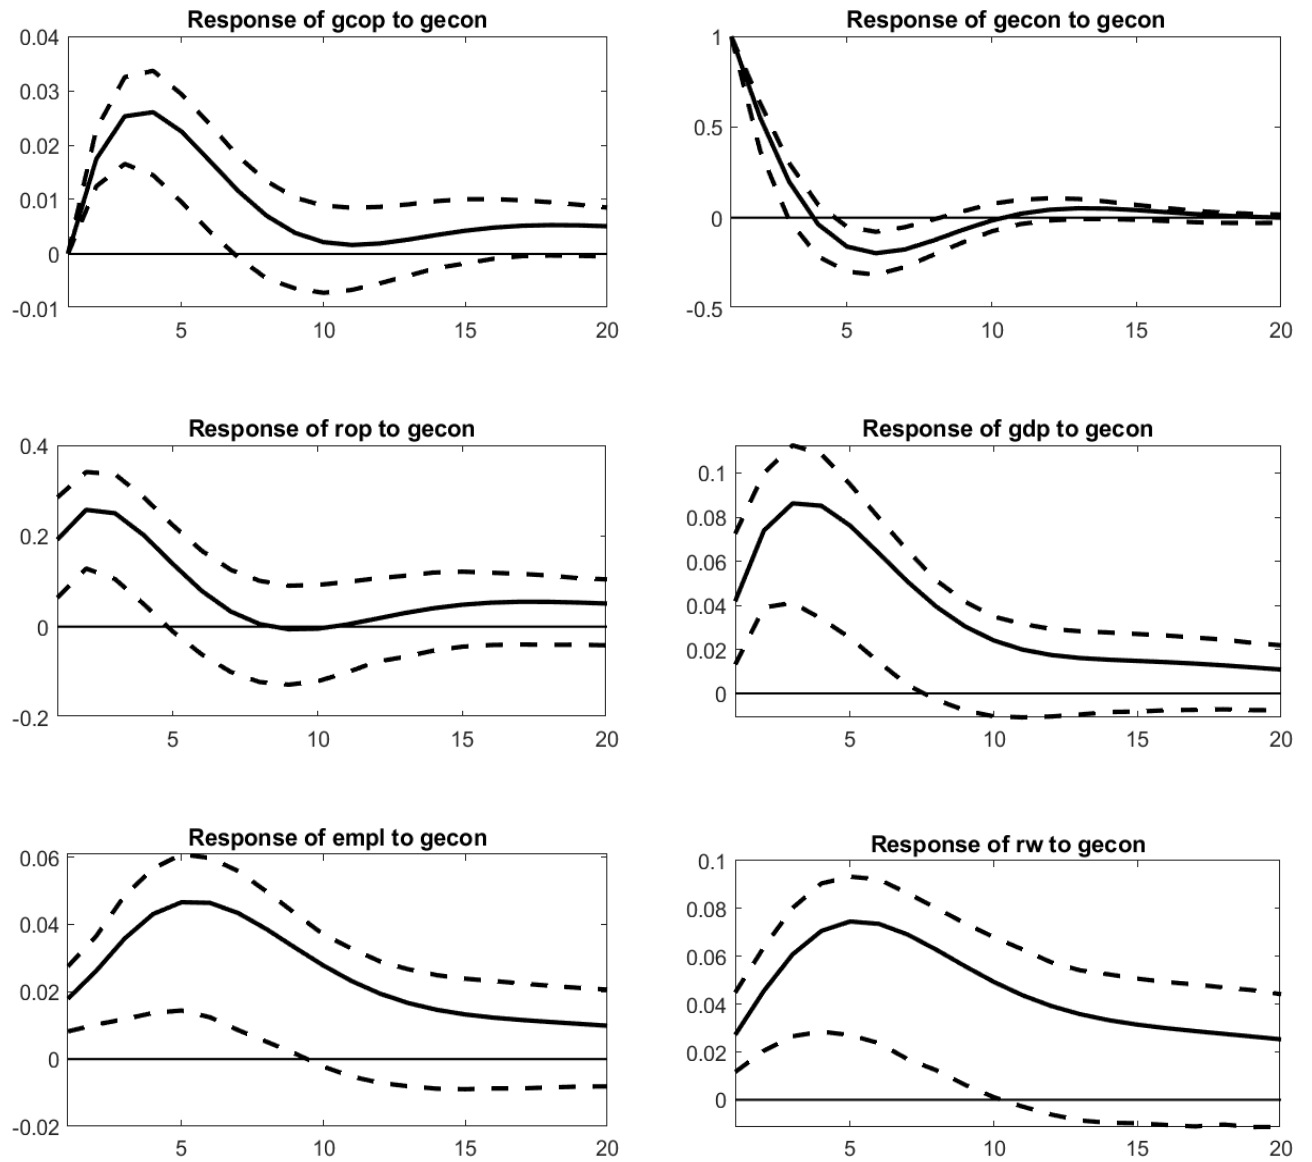 Response of gcop to gecon
0.04
0.03
0.02
0.01
0
-0.01
5 10 15 20
Response of gecon to gecon
1
0.5
0
-0.5
5 10 15 20
Response of rop to gecon
0.4
0.2
0
-0.2
5 10 15 20
Response of gdp to gecon
0.1
0.08
0.06
0.04
0.02
0
5 10 15 20
Response of empl to gecon
0.06
0.04
0.02
0
-0.02
5 10 15 20
Response of rw to gecon
0.1
0.08
0.06
0.04
0.02
0
5 10 15 20